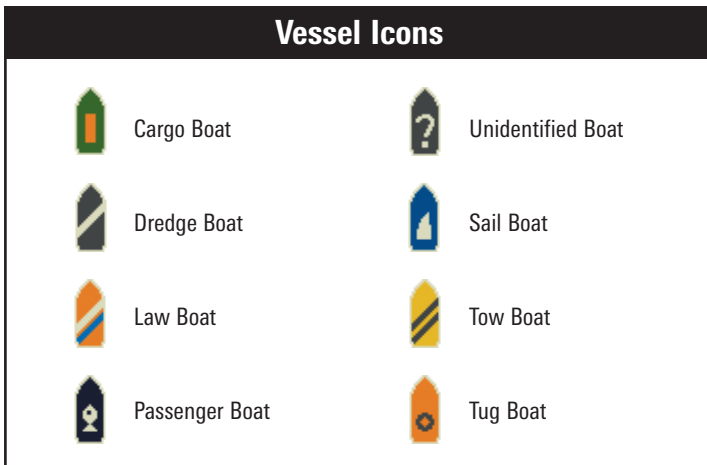 Vessel Icons
Cargo Boat
?
Unidentified Boat
Dredge Boat
Sail Boat
Law Boat
Tow Boat
Passenger Boat
Tug Boat